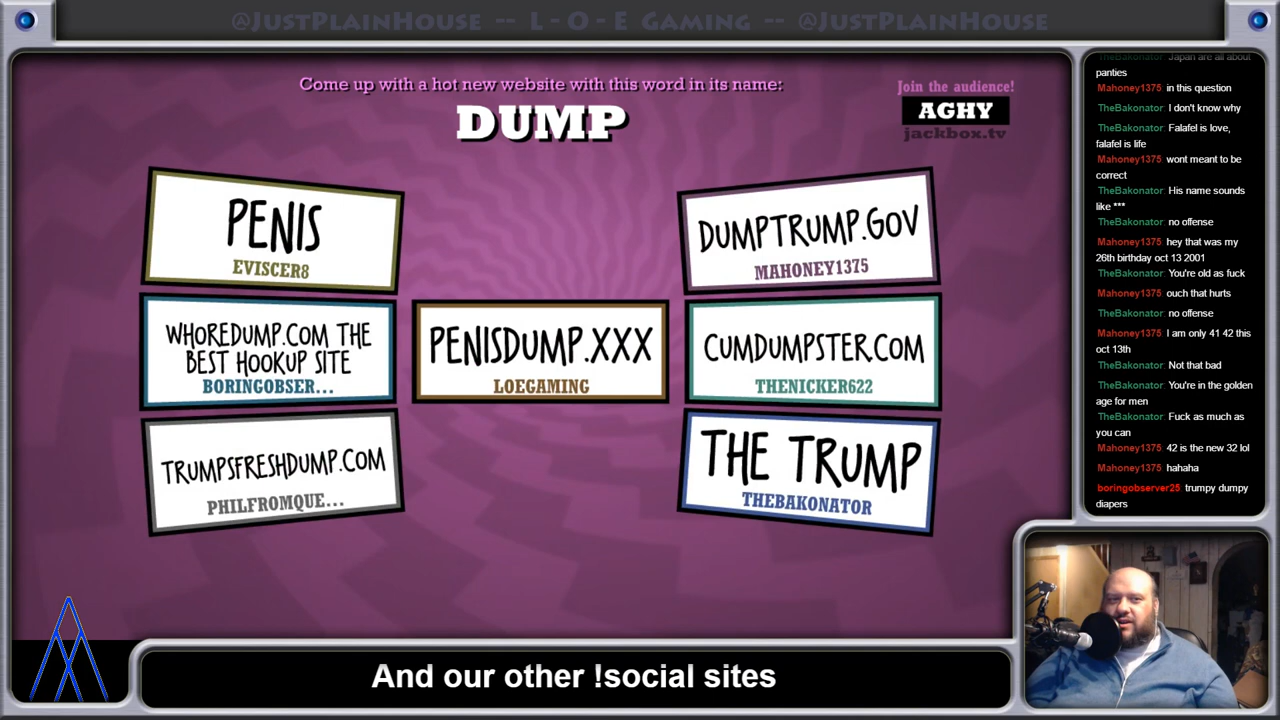 @JustPlainHouse -- L - O - E Gaming -- @JustPlainHouse
Come up with a hot new website with this word in its name:
DUMP
Join the audience!
AGHY
jackbox.tv
PENIS
EVISCER8
WHOREDUMP.COM THE
BEST HOOKUP SITE
BORINGOBSER...
TRUMPSFRESHDUMP.COM
PHILFROMQUE...
PENISDUMP.XXX
LOEGAMING
DUMPTRUMP.GOV
MAHONEY1375
CUMDUMPSTER.COM
THENICKER622
THE TRUMP
THEBAKONATOR
TheBakonator: Japan are all about
panties
Mahoney1375 in this question
TheBakonator: I don't know why
TheBakonator: Falafel is love,
falafel is life
Mahoney1375 wont meant to be
correct
TheBakonator: His name sounds
like ***
TheBakonator: no offense
Mahoney1375 hey that was my
26th birthday oct 13 2001
TheBakonator: You're old as fuck
Mahoney1375 ouch that hurts
TheBakonator: no offense
Mahoney1375 I am only 41 42 this
oct 13th
TheBakonator: Not that bad
TheBakonator: You're in the golden
age for men
TheBakonator: Fuck as much as
you can
Mahoney1375 42 is the new 32 lol
Mahoney1375 hahaha
boringobserver25 trumpy dumpy
diapers
And our other !social sites